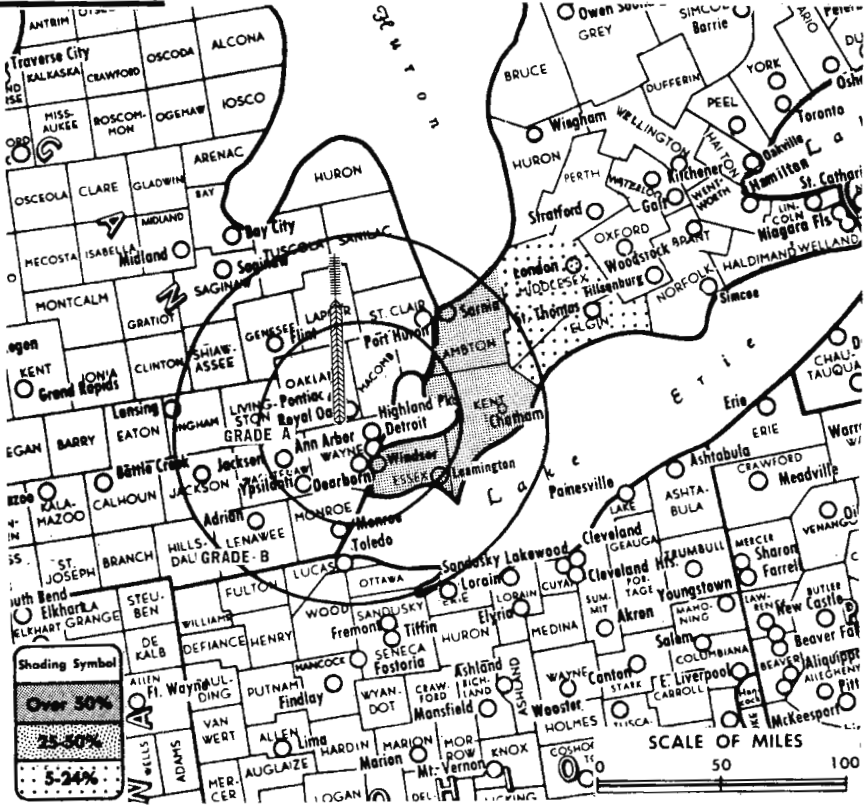 ANTRIM
Traverse City
KALKASKA
CRAWFORD
OSCODA
ALCONA
MISS-
AUKEE
ROSCOM-
MON
OGEMAW
IOSCO
ARENAC
OSCEOLA
CLARE
GLADWIN
BAY
MIDLAND
MECOSTA
ISABELLA
Midland
Bay City
Saginaw
SAGINAW
TUSCOLA
SANILAC
HURON
MONTCALM
GRATIOT
GENESEE
Flint
LAPEER
ST. CLAIR
Port Huron
Sarnia
KENT
Grand Rapids
IONIA
CLINTON
SHIAW-
ASSEE
OAKLAND
MACOMB
Pontiac
Royal Oak
Highland Pk.
Detroit
Lansing
BARRY
EATON
INGHAM
LIVING-
STON
GRADE A
Ann Arbor
WAYNE
Windsor
ESSEX
Leamington
Battle Creek
Jackson
JACKSON
Ypsilanti
Dearborn
KALA-
MAZOO
CALHOUN
Adrian
LENAWEE
MONROE
Monroe
ST.
JOSEPH
BRANCH
HILLS-
DALE
GRADE B
LUCAS
Toledo
Huron
Owen Sound
GREY
SIMCOE
Barrie
BRUCE
DUFFERIN
YORK
PEEL
Toronto
Wingham
WELLINGTON
HALTON
Oakville
HURON
PERTH
WATERLOO
Kirchener
Galt
WENT-
WORTH
Hamilton
Stratford
OXFORD
Woodstock
BRANT
LIN-
COLN
Niagara Fls.
London
MIDDLESEX
Tillsonburg
NORFOLK
HALDIMAND
WELLAND
St. Thomas
ELGIN
Simcoe
LAMBTON
KENT
Chatham
Lake Erie
CHAU-
TAUQUA
Erie
ERIE
Ashtabula
CRAWFORD
Meadville
Painesville
LAKE
ASHTA-
BULA
VENANGO
Cleveland
GEAUGA
Sandusky
Lakewood
Cleveland Hts.
TRUMBULL
MERCER
Sharon
Farrell
Lorain
LORAIN
Elyria
SUM-
MIT
POR-
TAGE
Akron
Youngstown
MAHO-
NING
New Castle
BUTLER
South Bend
Elkhart
ELKHART
LA
GRANGE
STEU-
BEN
WILLIAMS
FULTON
OTTAWA
WOOD
SANDUSKY
ERIE
DE
KALB
DEFIANCE
HENRY
Fremont
Tiffin
SENECA
Fostoria
HURON
MEDINA
Salem
COLUMBIANA
Beaver Falls
BEAVER
Aliquippa
ALLEGHENY
Shading Symbol
Over 50%
25-50%
5-24%
ALLEN
Ft. Wayne
PAUL-
DING
PUTNAM
HANCOCK
Findlay
WYAN-
DOT
CRAW-
FORD
RICH-
LAND
Ashland
ASHLAND
Mansfield
WAYNE
Wooster
Canton
STARK
CARROLL
E. Liverpool
McKeesport
WELLS
ADAMS
VAN
WERT
ALLEN
Lima
HARDIN
MARION
Marion
MOR-
ROW
KNOX
Mt. Vernon
HOLMES
TUSCA-
MER-
CER
AUGLAIZE
LOGAN
DEL-
LICKING
SCALE OF MILES
0 50 100